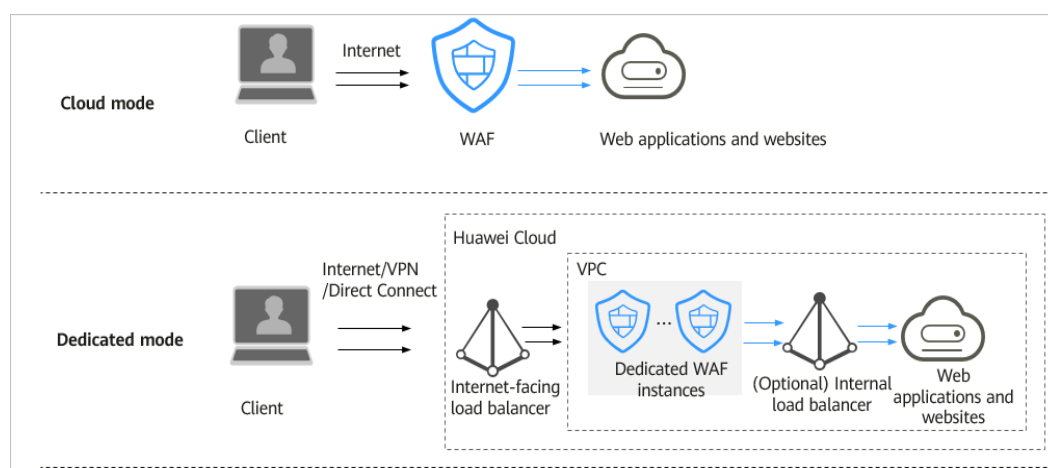 Internet
Cloud mode
Client
WAF
Web applications and websites
Huawei Cloud
Internet/VPN
/Direct Connect
VPC
...
Dedicated mode
Dedicated WAF
instances
Internet-facing
load balancer
(Optional) Internal
load balancer
Web
applications and
websites
Client